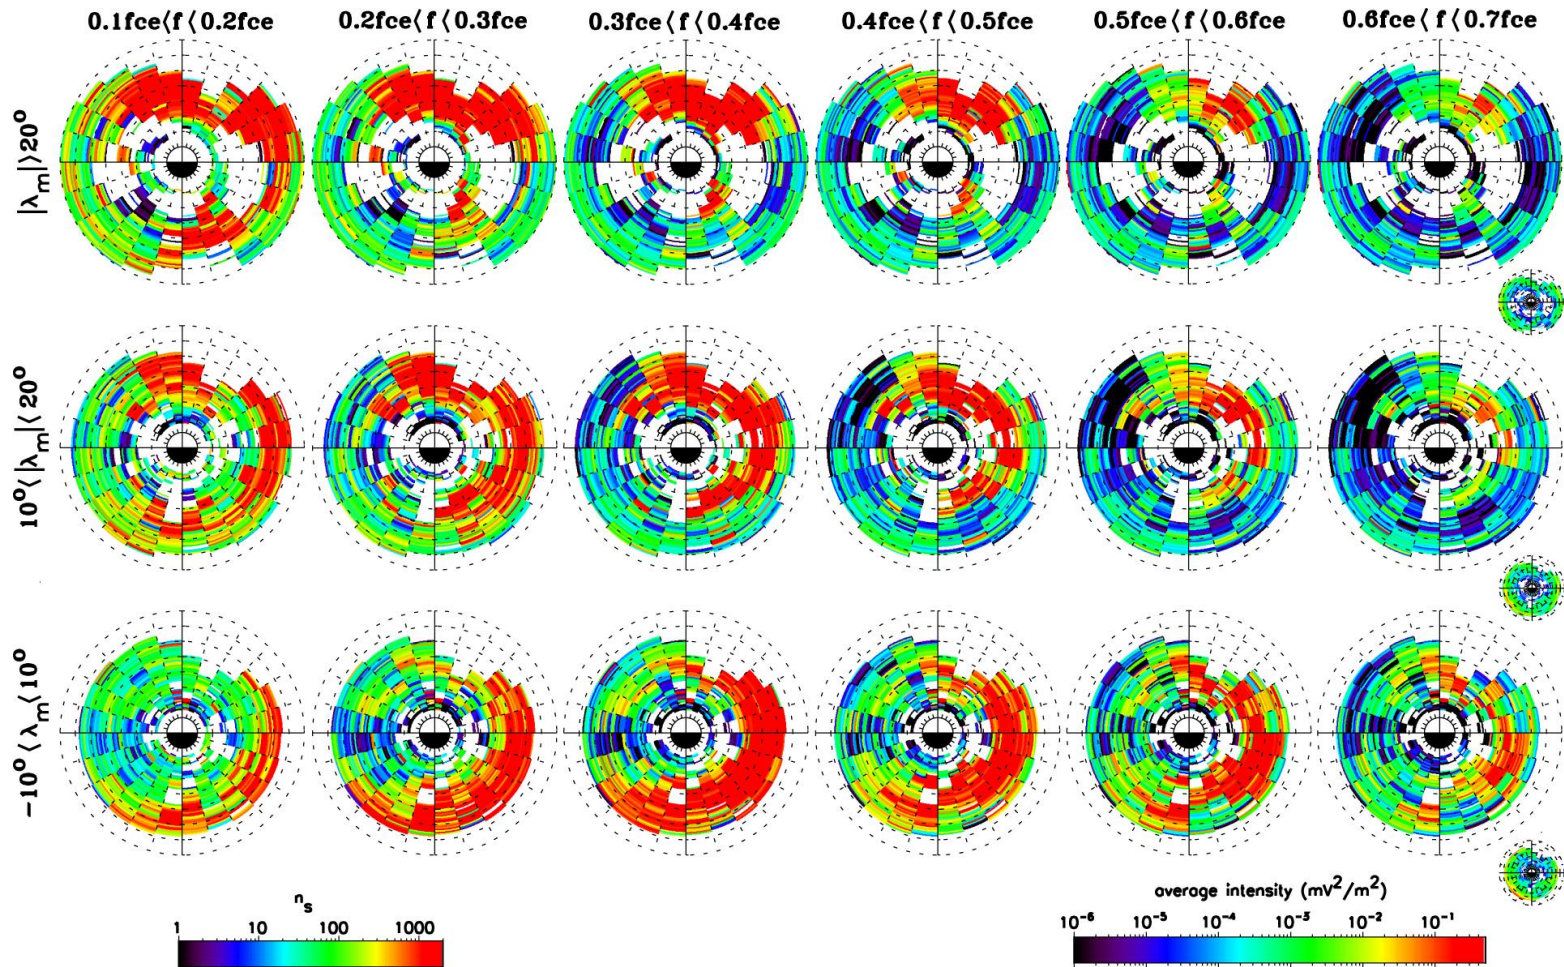 0.1fce⟨f⟨0.2fce 0.2fce⟨f⟨0.3fce 0.3fce⟨f⟨0.4fce 0.4fce⟨f⟨0.5fce 0.5fce⟨f⟨0.6fce 0.6fce⟨f⟨0.7fce
|λm|⟩20°
10°⟨|λm|⟨20°
−10°⟨λm⟨10°
ns
1 10 100 1000
average intensity (mV²/m²)
10⁻⁶ 10⁻⁵ 10⁻⁴ 10⁻³ 10⁻² 10⁻¹